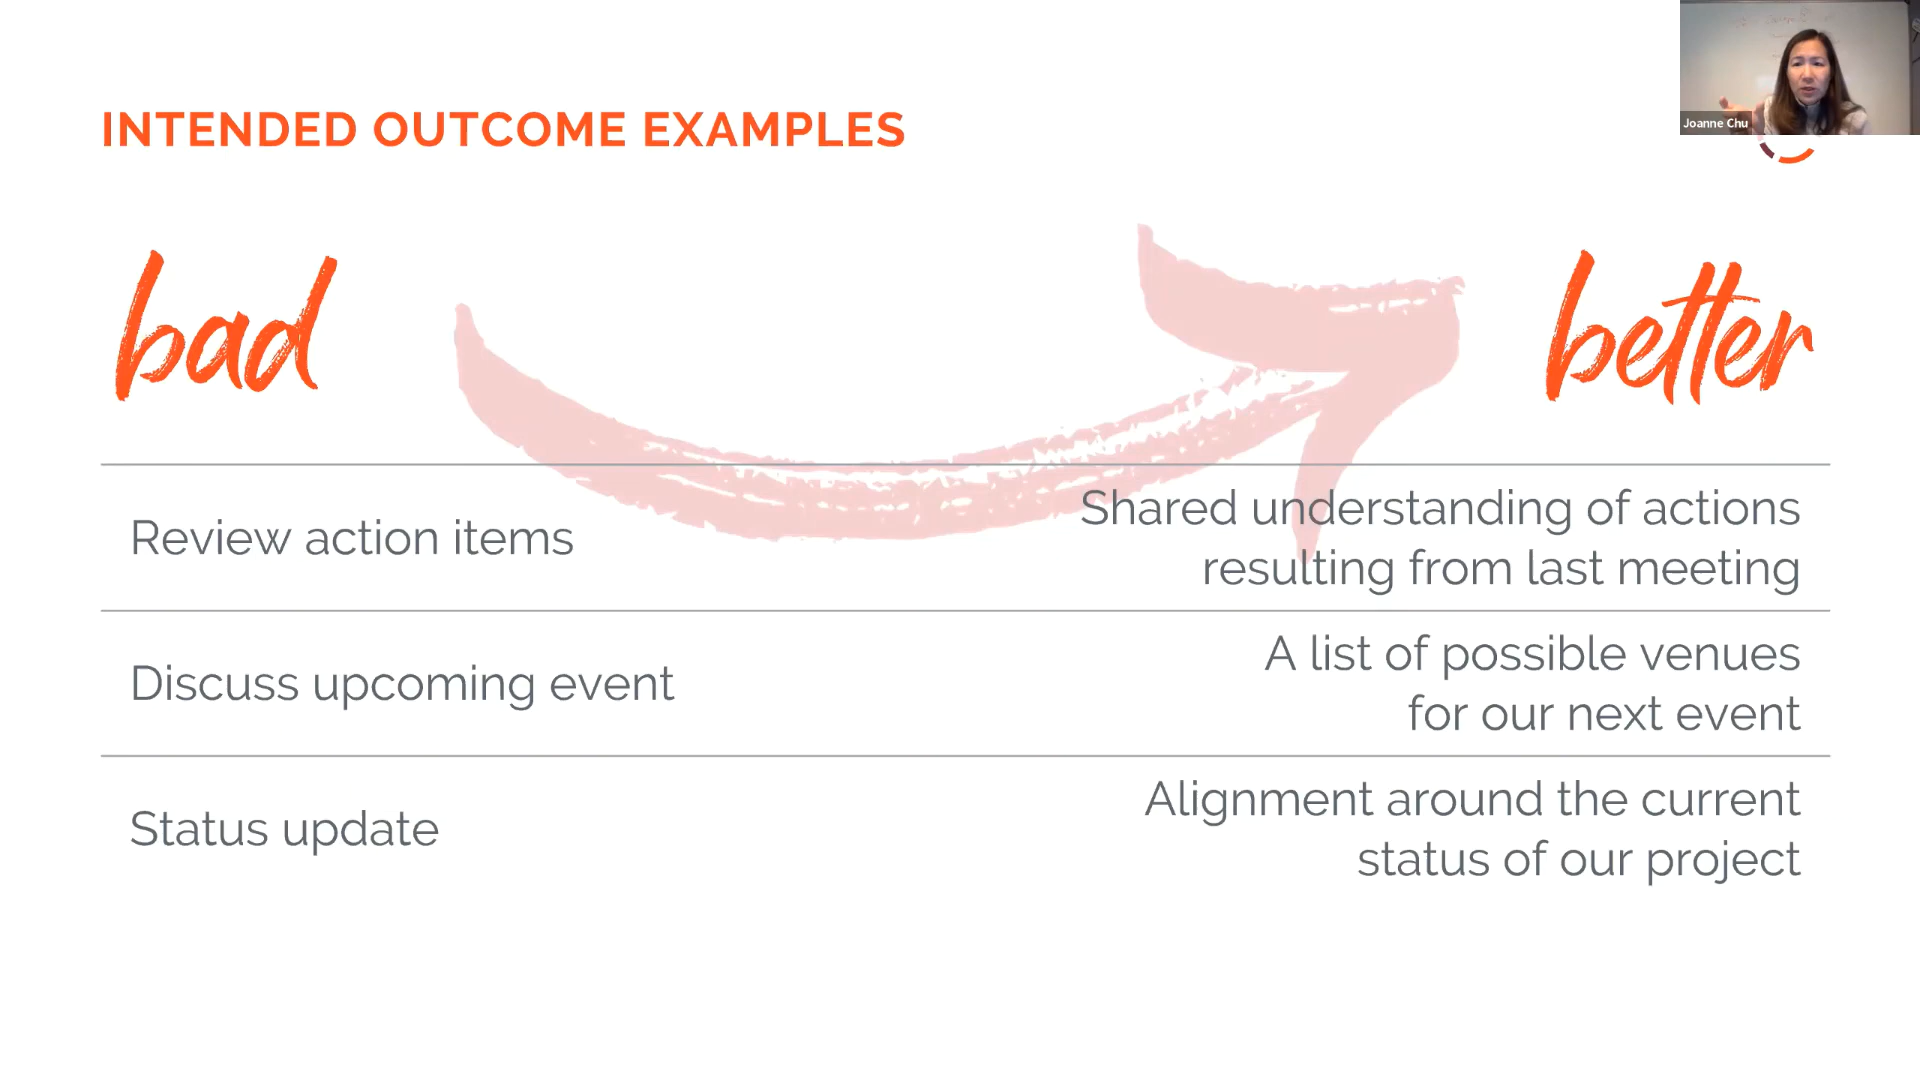 INTENDED OUTCOME EXAMPLES
Joanne Chu
bad
better
Review action items
Shared understanding of actions
resulting from last meeting
Discuss upcoming event
A list of possible venues
for our next event
Status update
Alignment around the current
status of our project